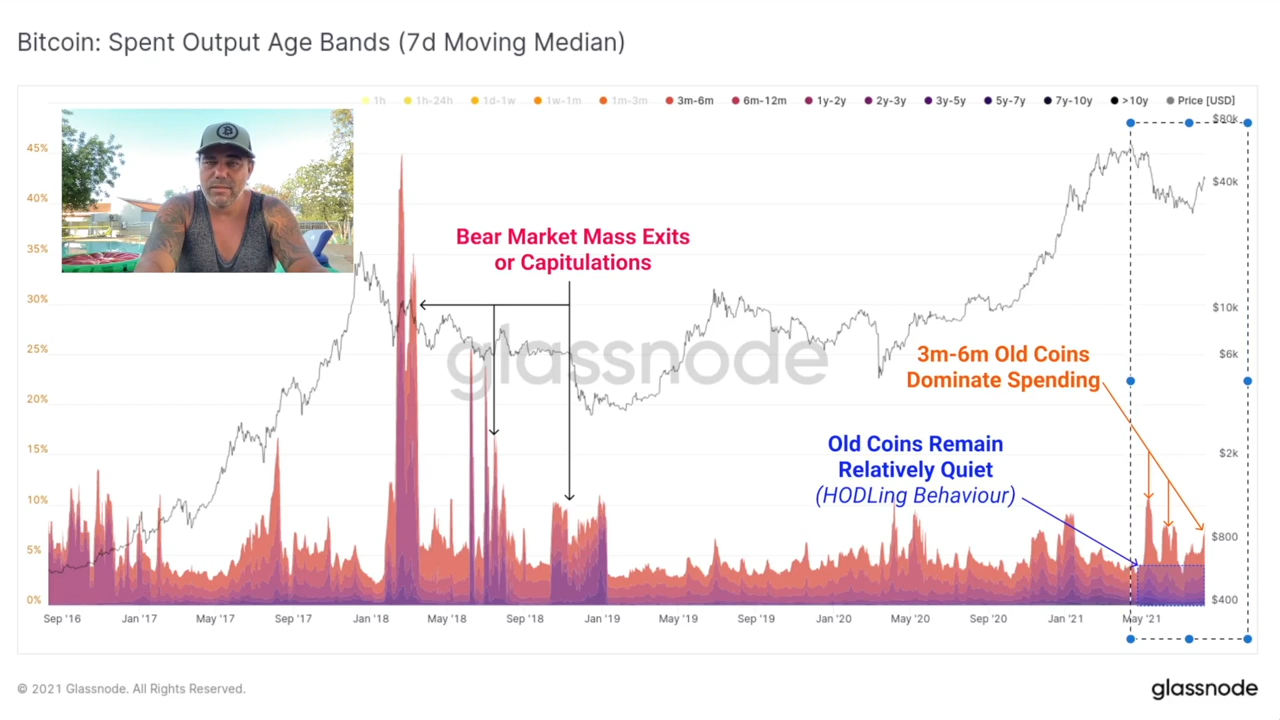 Bitcoin: Spent Output Age Bands (7d Moving Median)
1h 1h-24h 1d-1w 1w-1m 1m-3m 3m-6m 6m-12m 1y-2y 2y-3y 3y-5y 5y-7y 7y-10y >10y Price [USD]
$80k
45%
40%
$40k
35%
30%
$10k
25%
$6k
20%
15%
$2k
10%
5%
$800
0%
$400
Bear Market Mass Exits
or Capitulations
glassnode
3m-6m Old Coins
Dominate Spending
Old Coins Remain
Relatively Quiet
(HODLing Behaviour)
Sep '16 Jan '17 May '17 Sep '17 Jan '18 May '18 Sep '18 Jan '19 May '19 Sep '19 Jan '20 May '20 Sep '20 Jan '21 May '21
© 2021 Glassnode. All Rights Reserved.
glassnode